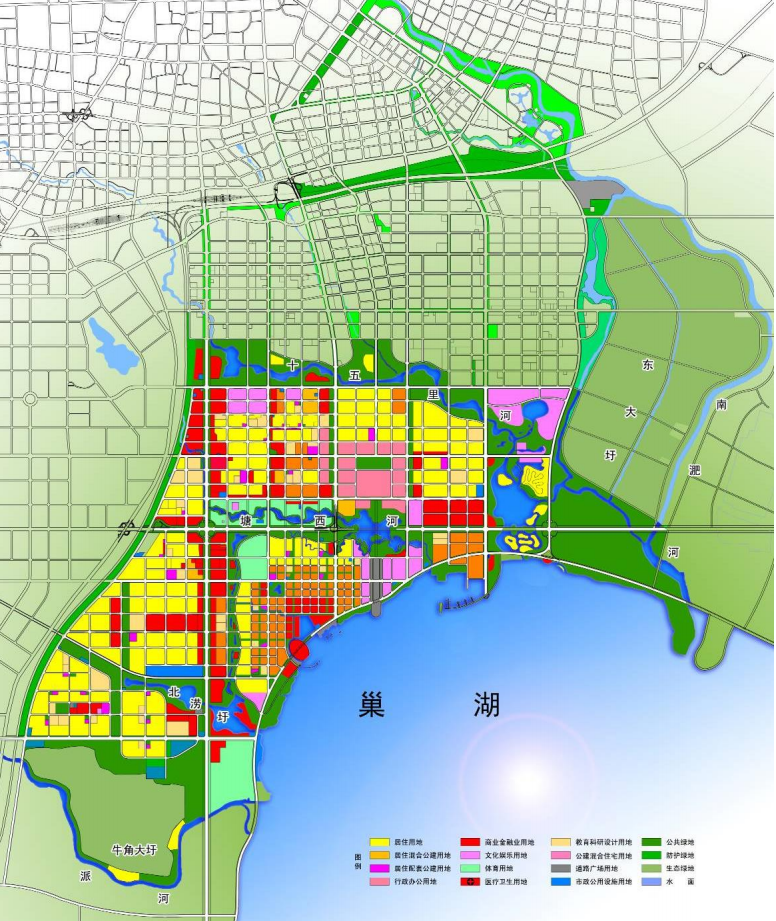 十五里河
东大圩
南淝河
塘西河
巢湖
北涝圩
牛角大圩
派河
图例
居住用地
商业金融业用地
教育科研设计用地
公共绿地
居住混合公建用地
文化娱乐用地
公建混合住宅用地
防护绿地
居住配套公建用地
体育用地
道路广场用地
生态绿地
行政办公用地
医疗卫生用地
市政公用设施用地
水面